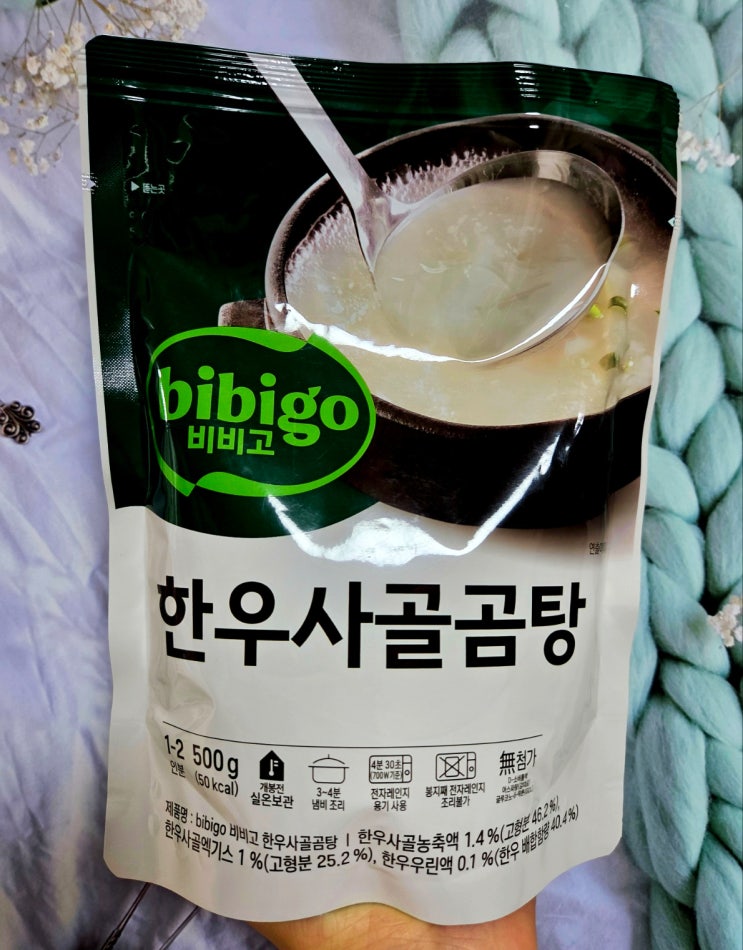 ▶뜯는곳
bibigo
비비고
한우사골곰탕
1-2 500g
인분 (50 kcal)
개봉전
실온보관
3~4분
냄비 조리
4분 30초
(700W기준)
전자레인지
용기 사용
봉지째 전자레인지
조리불가
無첨가
제품명 : bibigo 비비고 한우사골곰탕 | 한우사골농축액 1.4%(고형분 46.2%),
한우사골엑기스 1%(고형분 25.2%), 한우우린액 0.1%(한우 배합함량 40.4%)